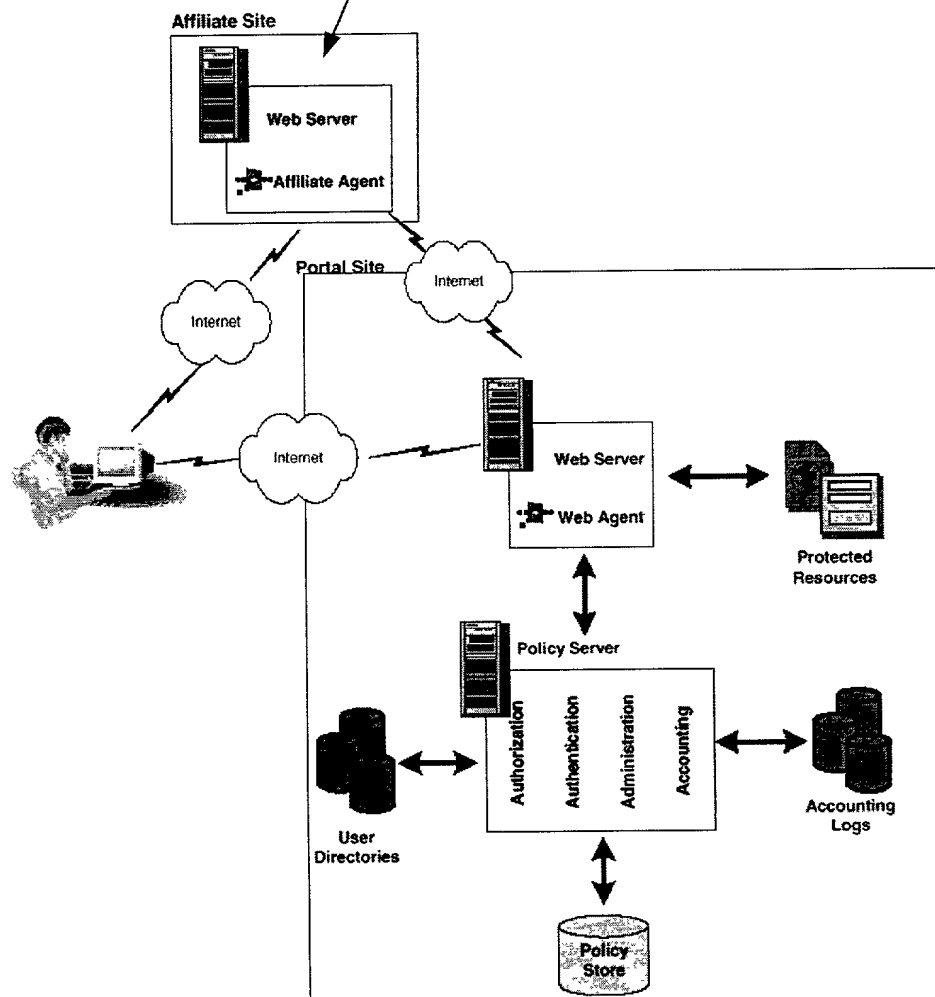 Affiliate Site
Web Server
Affiliate Agent
Portal Site
Internet
Internet
Internet
Web Server
Web Agent
Protected
Resources
Policy Server
Authorization
Authentication
Administration
Accounting
User
Directories
Accounting
Logs
Policy
Store